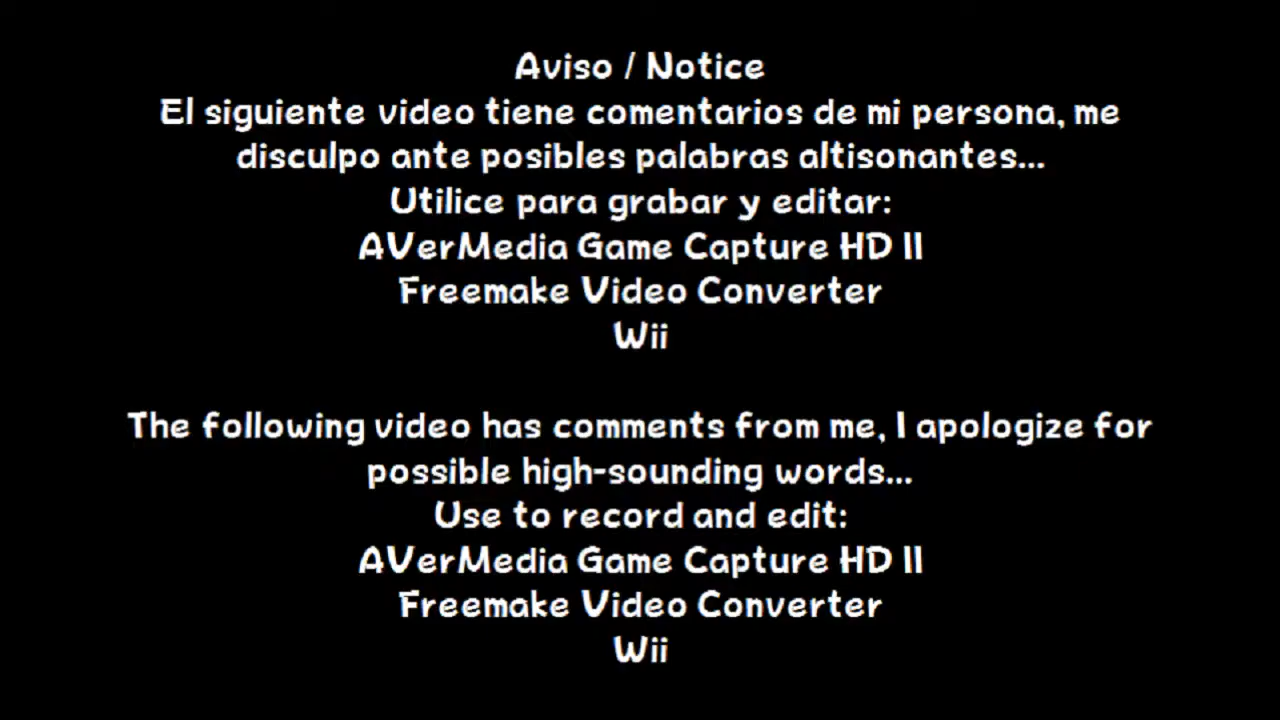 Aviso / Notice
El siguiente video tiene comentarios de mi persona, me
disculpo ante posibles palabras altisonantes...
Utilice para grabar y editar:
AVerMedia Game Capture HD II
Freemake Video Converter
Wii
The following video has comments from me, I apologize for
possible high-sounding words...
Use to record and edit:
AVerMedia Game Capture HD II
Freemake Video Converter
Wii